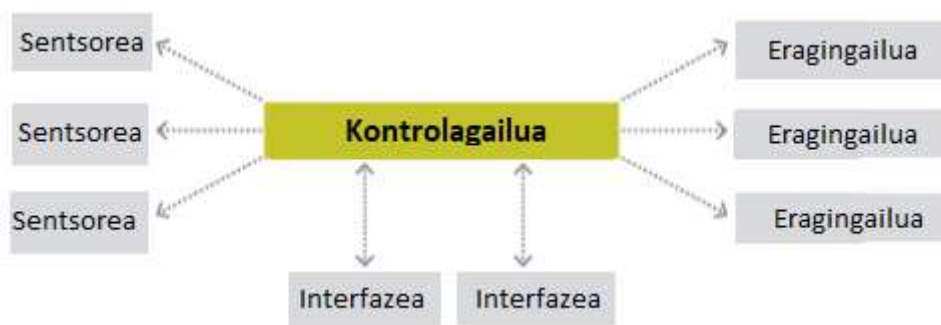 Sentsorea
Eragingailua
Sentsorea
Kontrolagailua
Eragingailua
Sentsorea
Eragingailua
Interfazea
Interfazea